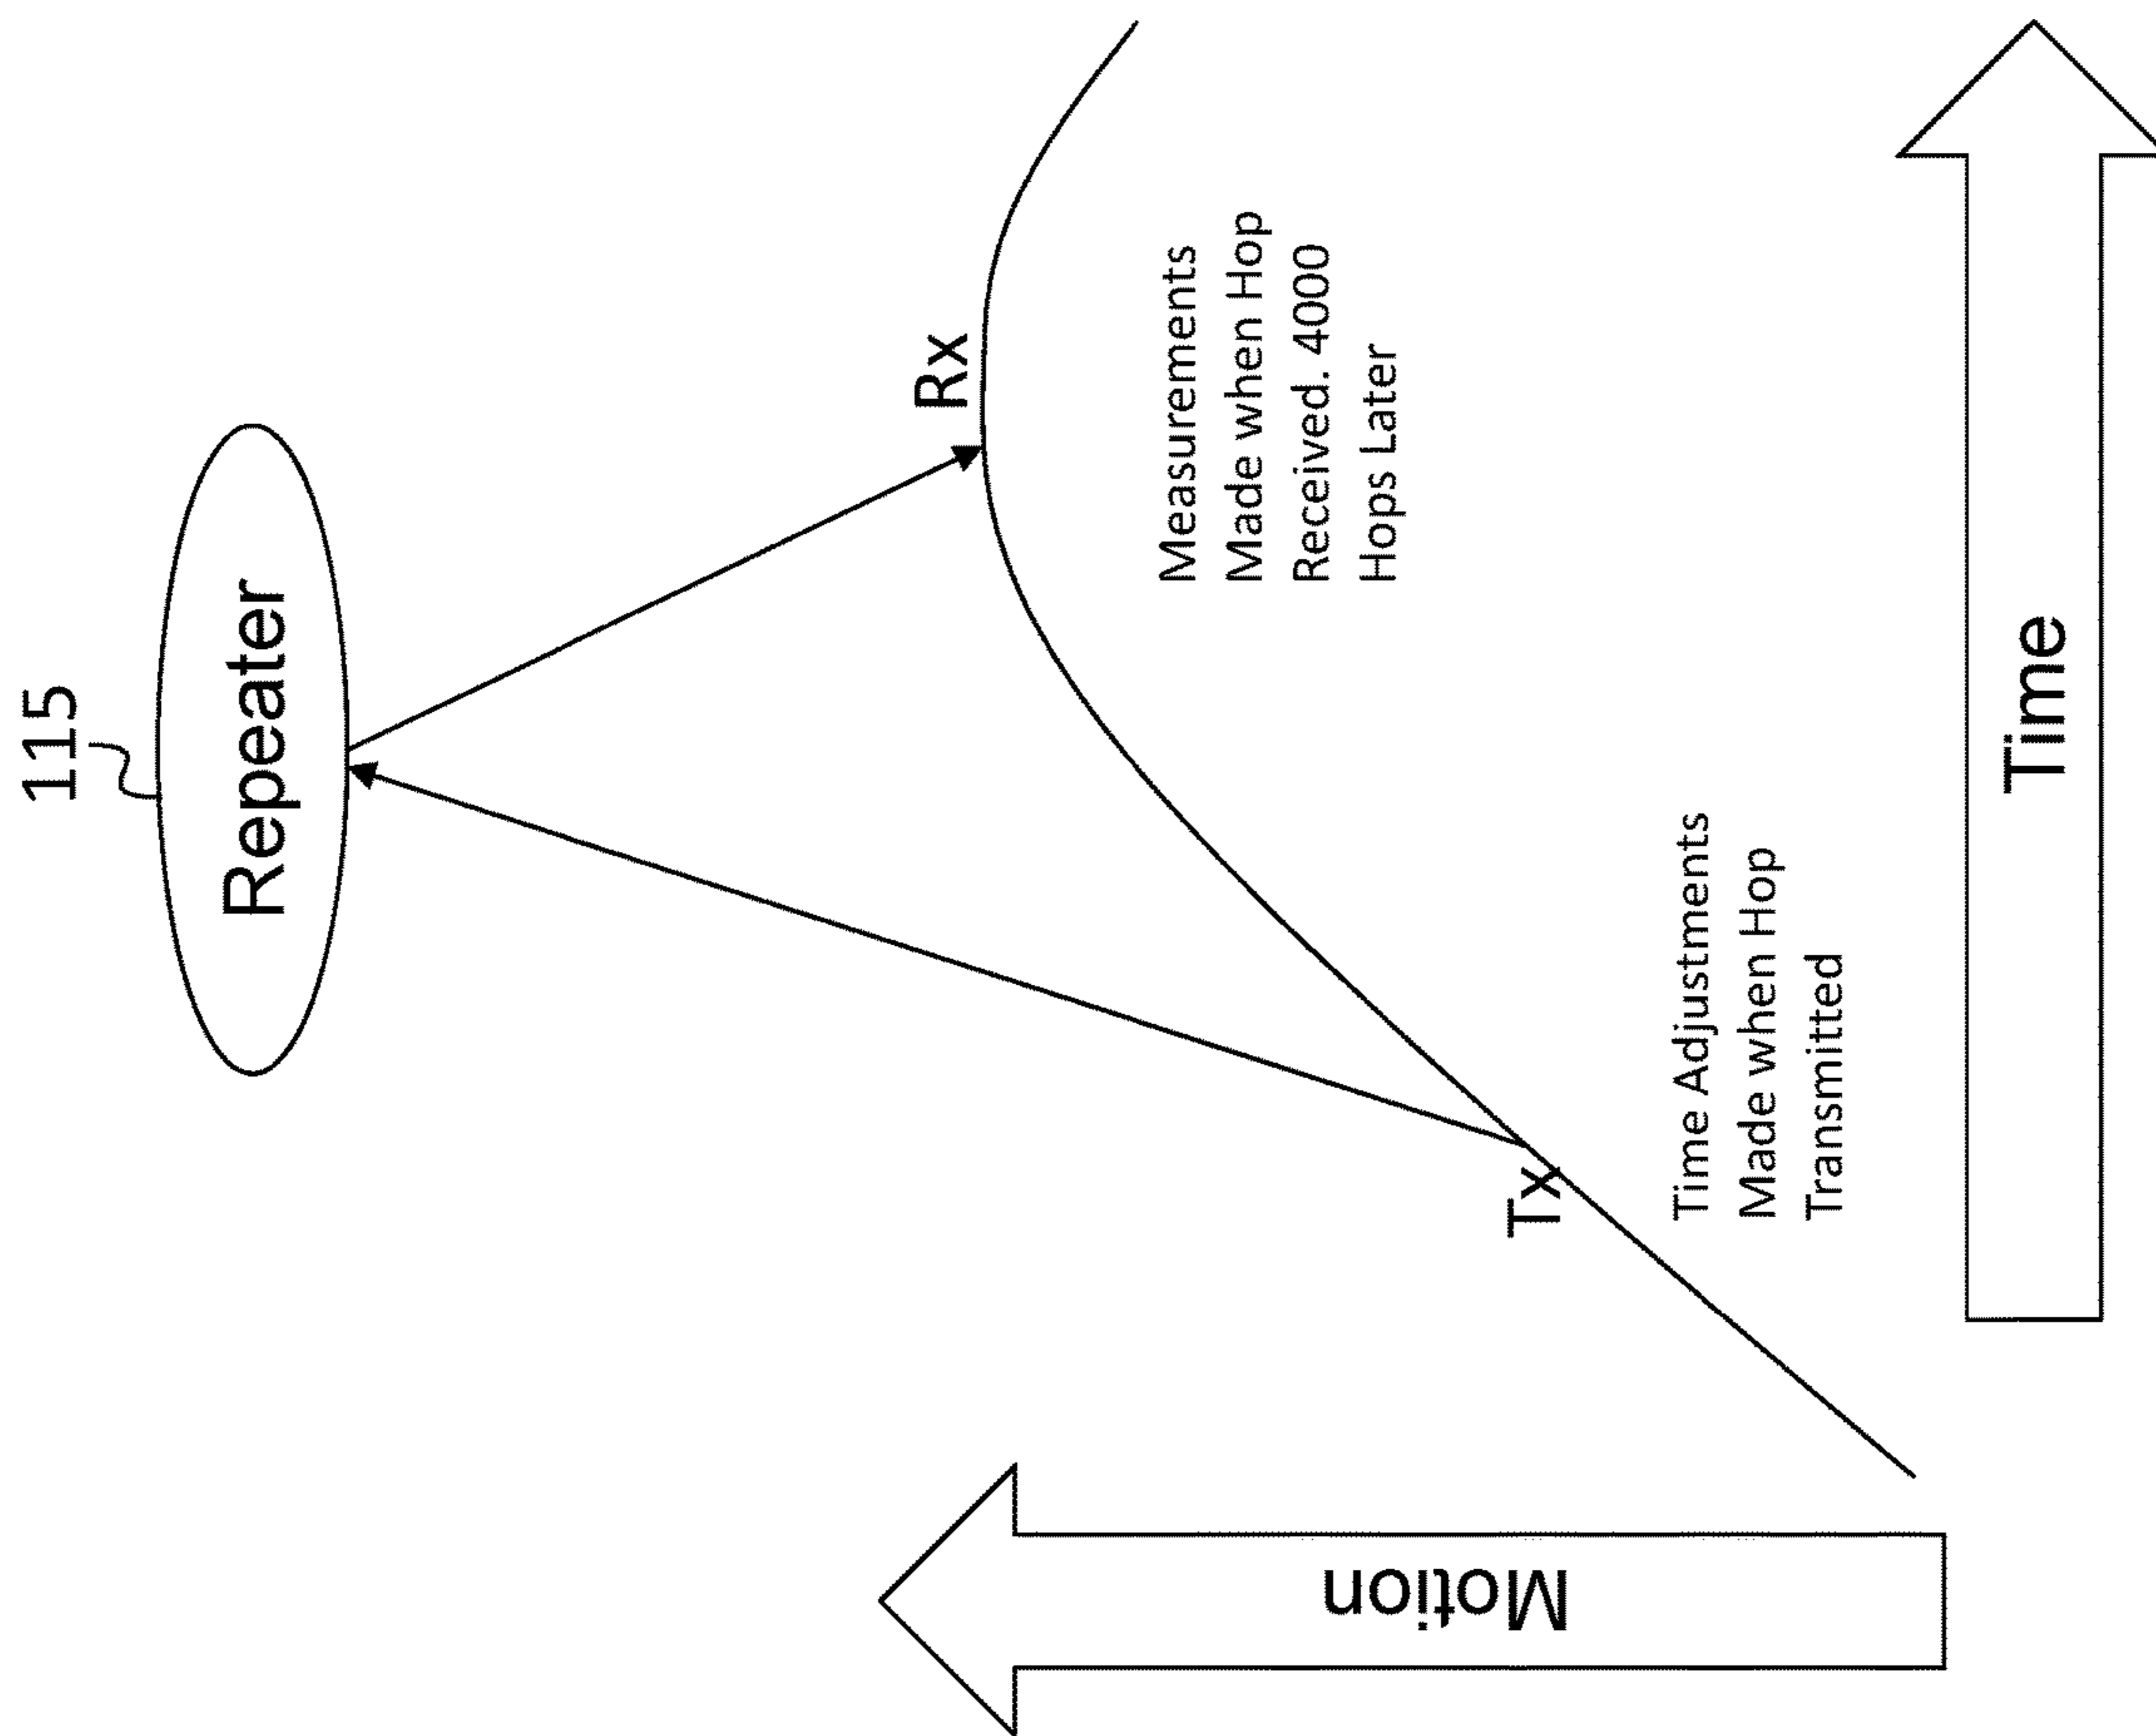 115
Repeater
Rx
Measurements
Made when Hop
Received. 4000
Hops Later
Tx
Time Adjustments
Made when Hop
Transmitted
Time
Motion